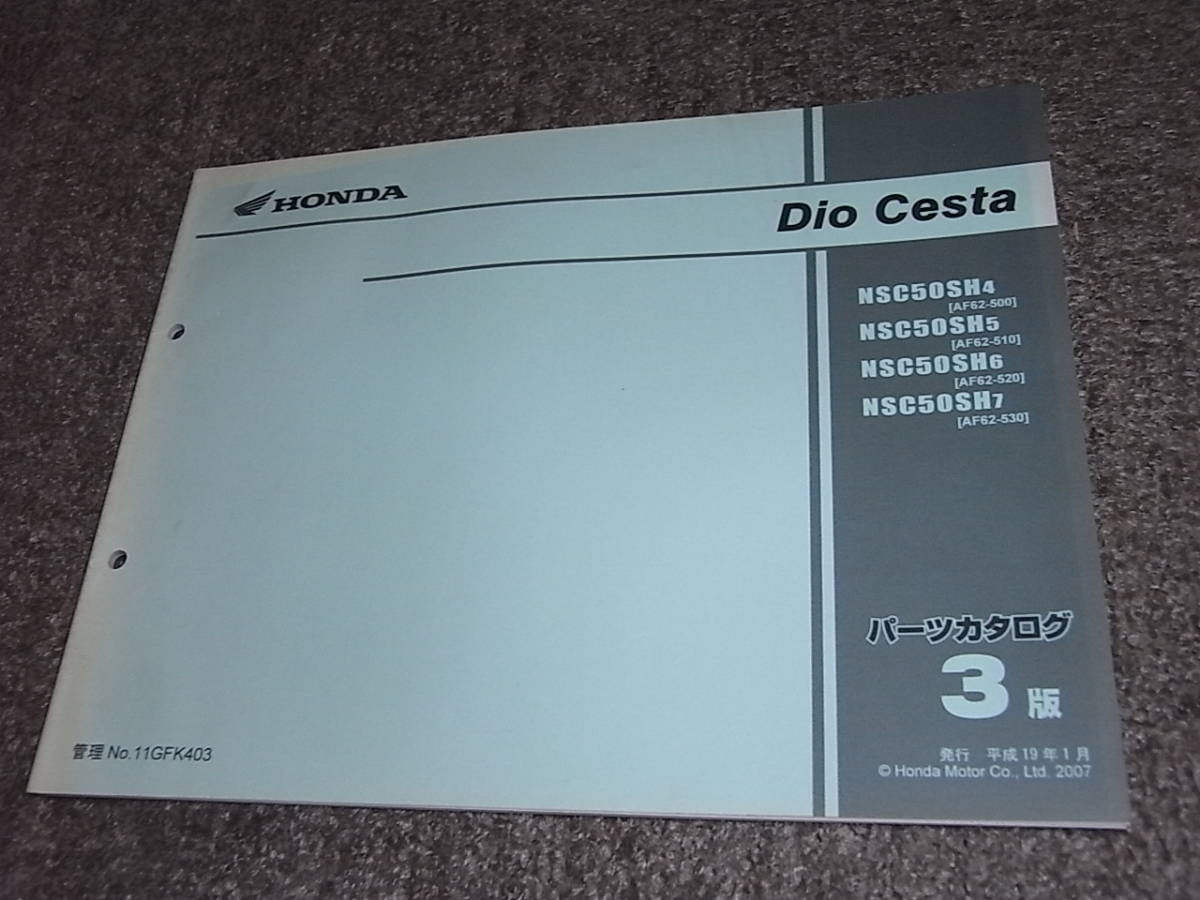 HONDA
Dio Cesta
NSC50SH4
[AF62-500]
NSC50SH5
[AF62-510]
NSC50SH6
[AF62-520]
NSC50SH7
[AF62-530]
パーツカタログ
3 版
発行 平成19年1月
© Honda Motor Co., Ltd. 2007
管理 No.11GFK403